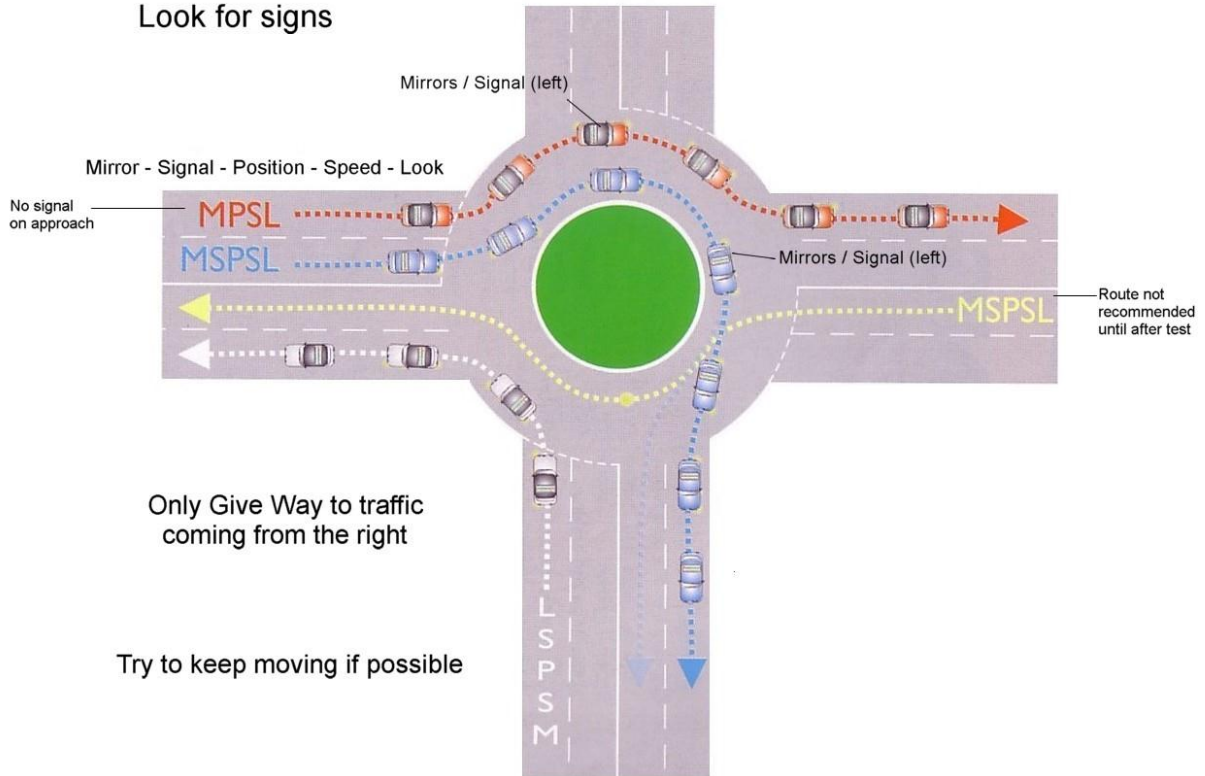 Look for signs
Mirrors / Signal (left)
Mirror - Signal - Position - Speed - Look
No signal
on approach
MPSL
MSPSL
Mirrors / Signal (left)
MSPSL
Route not
recommended
until after test
Only Give Way to traffic
coming from the right
Try to keep moving if possible
L
S
P
S
M